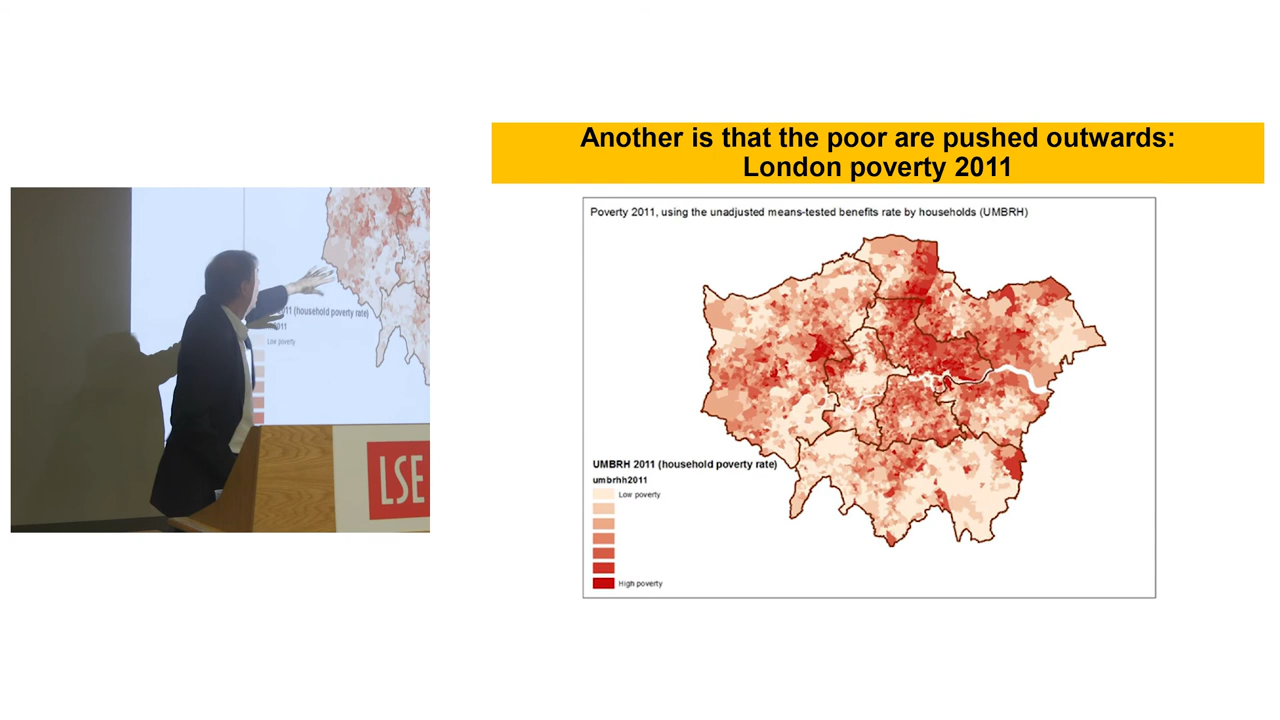 Another is that the poor are pushed outwards:
London poverty 2011
Poverty 2011, using the unadjusted means-tested benefits rate by households (UMBRH)
UMBRH 2011 (household poverty rate)
umbrhh2011
Low poverty
High poverty
2011 (household poverty rate)
2011
Low poverty
LSE